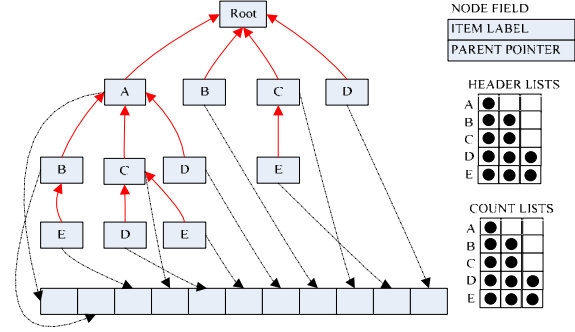 Root
NODE FIELD
ITEM LABEL
PARENT POINTER
A
B
C
D
HEADER LISTS
A
B
C
D
E
B
C
D
E
E
D
E
COUNT LISTS
A
B
C
D
E